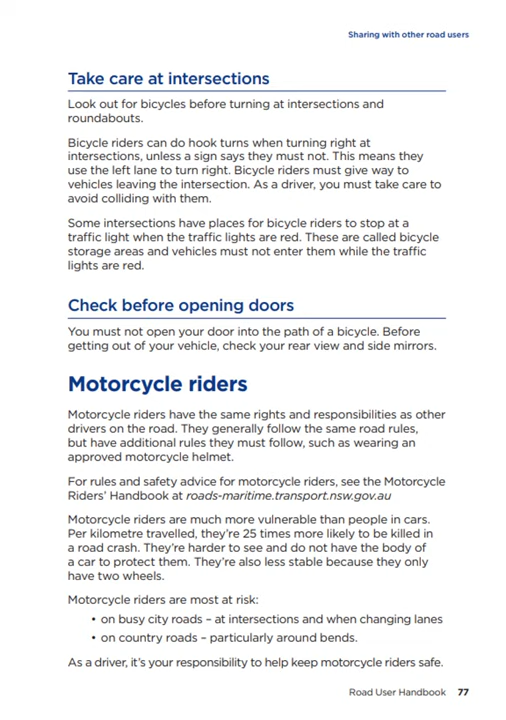 Sharing with other road users
Take care at intersections
Look out for bicycles before turning at intersections and
roundabouts.
Bicycle riders can do hook turns when turning right at
intersections, unless a sign says they must not. This means they
use the left lane to turn right. Bicycle riders must give way to
vehicles leaving the intersection. As a driver, you must take care to
avoid colliding with them.
Some intersections have places for bicycle riders to stop at a
traffic light when the traffic lights are red. These are called bicycle
storage areas and vehicles must not enter them while the traffic
lights are red.
Check before opening doors
You must not open your door into the path of a bicycle. Before
getting out of your vehicle, check your rear view and side mirrors.
Motorcycle riders
Motorcycle riders have the same rights and responsibilities as other
drivers on the road. They generally follow the same road rules,
but have additional rules they must follow, such as wearing an
approved motorcycle helmet.
For rules and safety advice for motorcycle riders, see the Motorcycle
Riders' Handbook at roads-maritime.transport.nsw.gov.au
Motorcycle riders are much more vulnerable than people in cars.
Per kilometre travelled, they're 25 times more likely to be killed in
a road crash. They're harder to see and do not have the body of
a car to protect them. They're also less stable because they only
have two wheels.
Motorcycle riders are most at risk:
• on busy city roads – at intersections and when changing lanes
• on country roads – particularly around bends.
As a driver, it's your responsibility to help keep motorcycle riders safe.
Road User Handbook 77